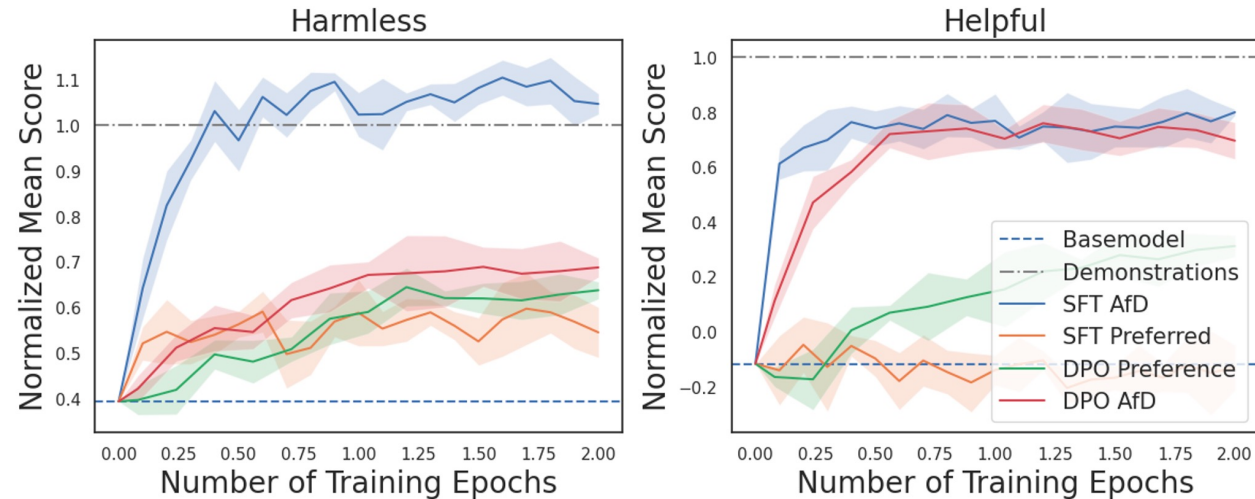 Harmless
Normalized Mean Score
1.1
1.0
0.9
0.8
0.7
0.6
0.5
0.4
0.00 0.25 0.50 0.75 1.00 1.25 1.50 1.75 2.00
Number of Training Epochs
Helpful
Normalized Mean Score
1.0
0.8
0.6
0.4
0.2
0.0
−0.2
Basemodel
Demonstrations
SFT AfD
SFT Preferred
DPO Preference
DPO AfD
0.00 0.25 0.50 0.75 1.00 1.25 1.50 1.75 2.00
Number of Training Epochs